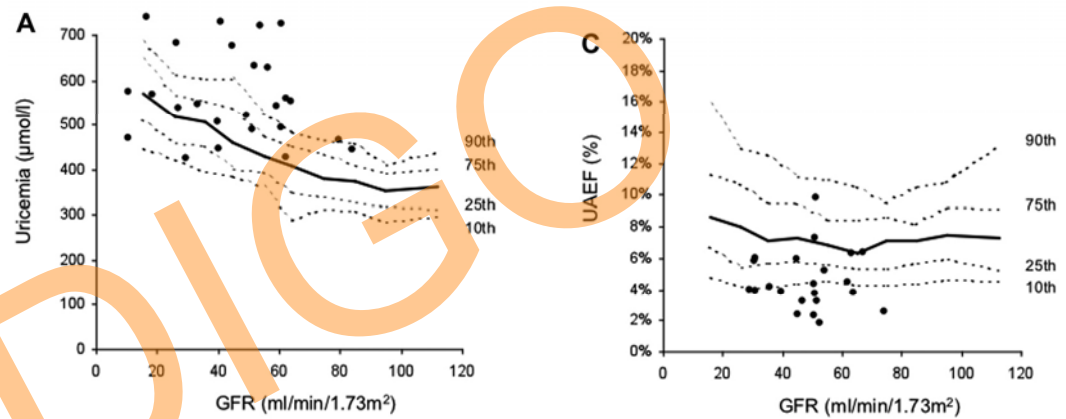 A
Uricemia (µmol/l)
700
600
500
400
300
200
100
0
0 20 40 60 80 100 120
GFR (ml/min/1.73m²)
90th
75th
25th
10th
C
UAEF (%)
20%
18%
16%
14%
12%
10%
8%
6%
4%
2%
0%
0 20 40 60 80 100 120
GFR (ml/min/1.73m²)
90th
75th
25th
10th
DIGO